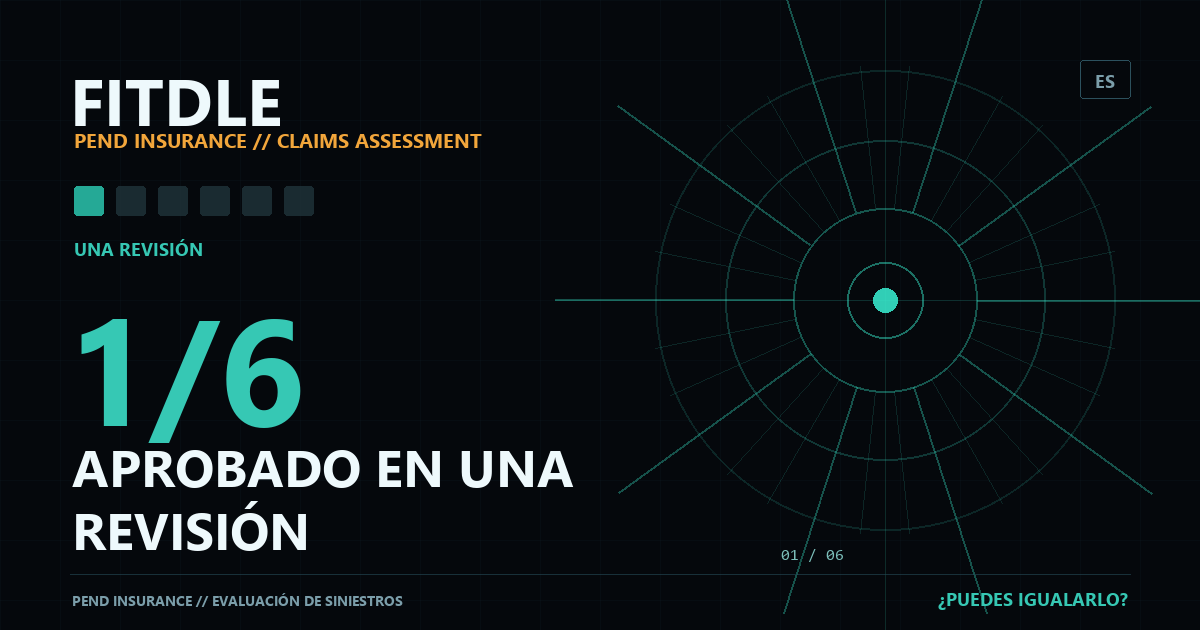 FITDLE
ES
PEND INSURANCE // CLAIMS ASSESSMENT
UNA REVISIÓN
1/6
APROBADO EN UNA
REVISIÓN
01 / 06
PEND INSURANCE // EVALUACIÓN DE SINIESTROS
¿PUEDES IGUALARLO?